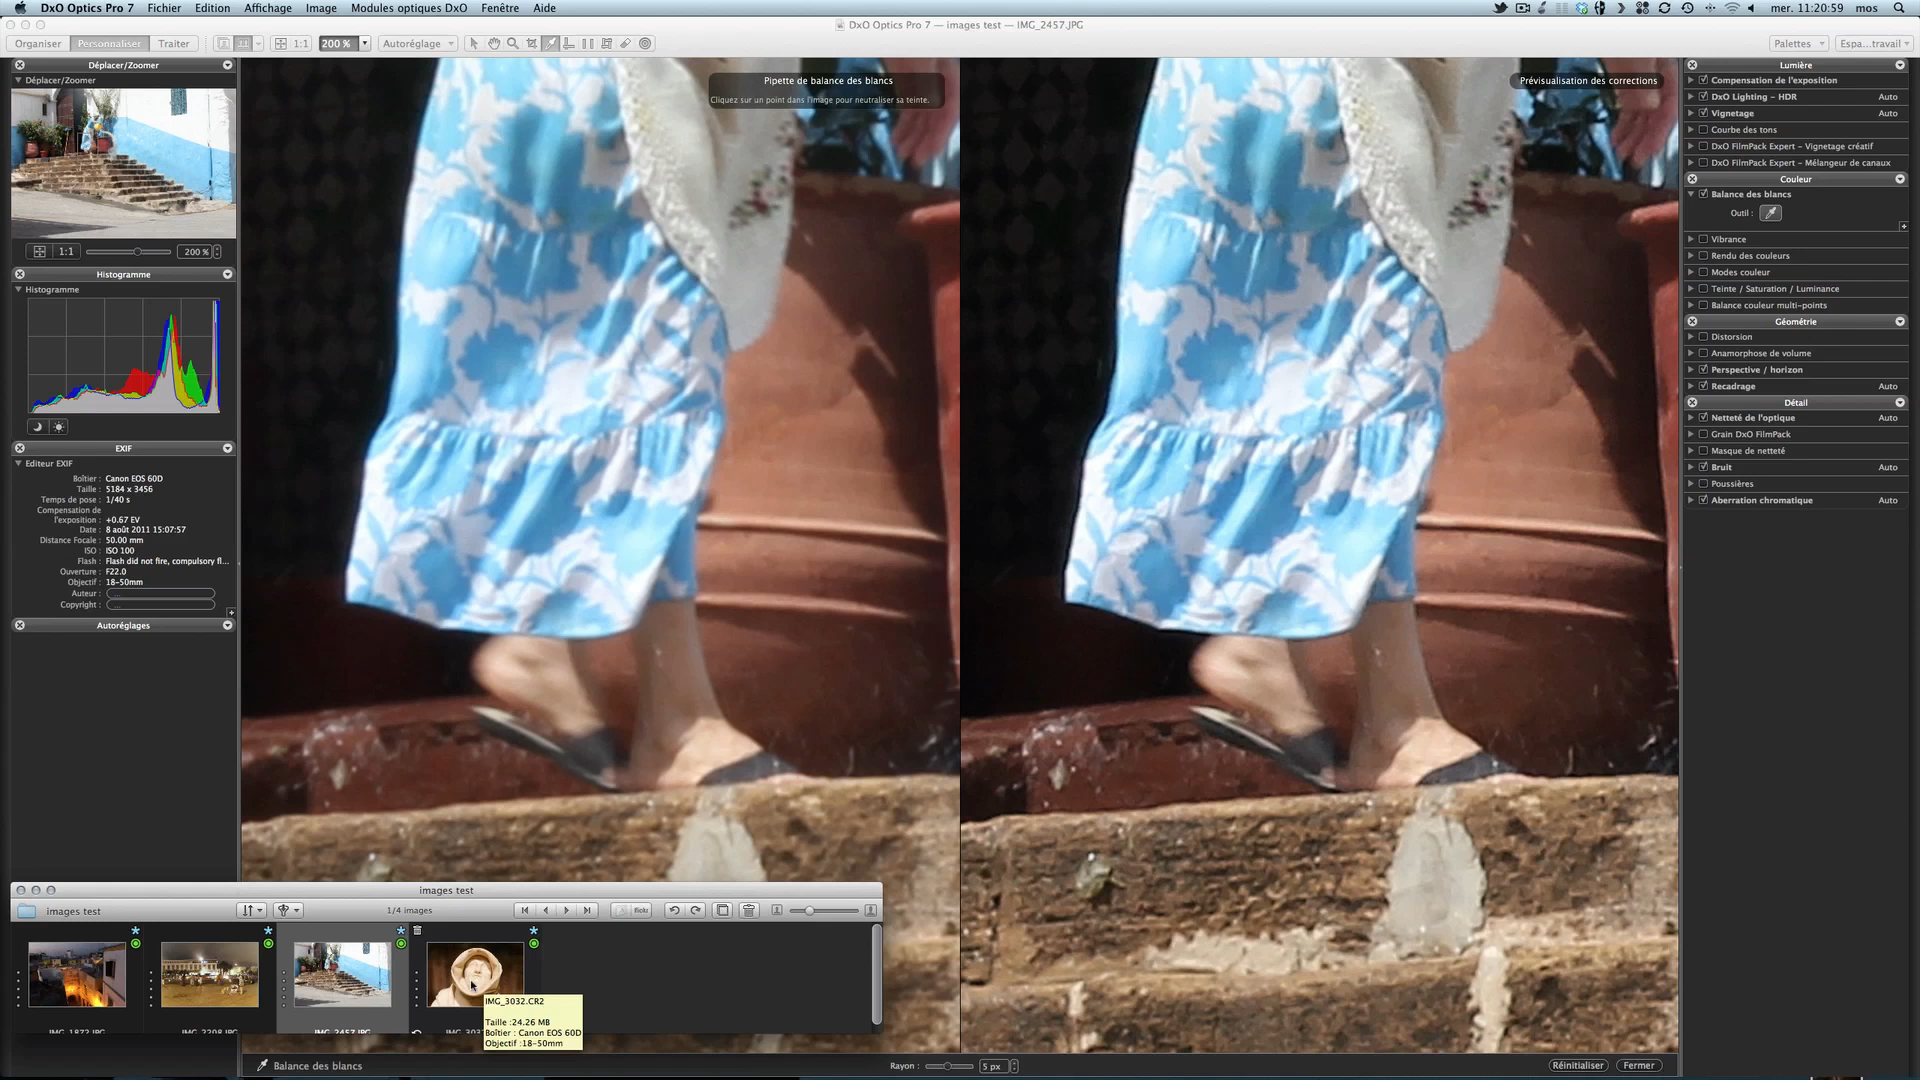 DxO Optics Pro 7 Fichier Edition Affichage Image Modules optiques DxO Fenêtre Aide mer. 11:20:59 mos
DxO Optics Pro 7 — images test — IMG_2457.JPG
Organiser Personnaliser Traiter 1:1 200 % Autoréglage Palettes Espa...travail
Déplacer/Zoomer
Déplacer/Zoomer
1:1 200 %
Histogramme
Histogramme
EXIF
Editeur EXIF
Boîtier : Canon EOS 60D
Taille : 5184 x 3456
Temps de pose : 1/40 s
Compensation de
l'exposition : +0.67 EV
Date : 8 août 2011 15:07:57
Distance Focale : 50.00 mm
ISO : ISO 100
Flash : Flash did not fire, compulsory fl...
Ouverture : F22.0
Objectif : 18-50mm
Auteur : ...
Copyright : ...
Autoréglages
Pipette de balance des blancs
Cliquez sur un point dans l'image pour neutraliser sa teinte.
Prévisualisation des corrections
Lumière
Compensation de l'exposition
DxO Lighting - HDR Auto
Vignetage Auto
Courbe des tons
DxO FilmPack Expert - Vignetage créatif
DxO FilmPack Expert - Mélangeur de canaux
Couleur
Balance des blancs
Outil :
Vibrance
Rendu des couleurs
Modes couleur
Teinte / Saturation / Luminance
Balance couleur multi-points
Géométrie
Distorsion
Anamorphose de volume
Perspective / horizon
Recadrage Auto
Détail
Netteté de l'optique Auto
Grain DxO FilmPack
Masque de netteté
Bruit Auto
Poussières
Aberration chromatique Auto
images test
images test 1/4 images flickr
IMG_1872.JPG IMG_2208.JPG IMG_2457.JPG IMG_303
IMG_3032.CR2
Taille :24.26 MB
Boîtier : Canon EOS 60D
Objectif :18-50mm
Balance des blancs Rayon : 5 px Réinitialiser Fermer